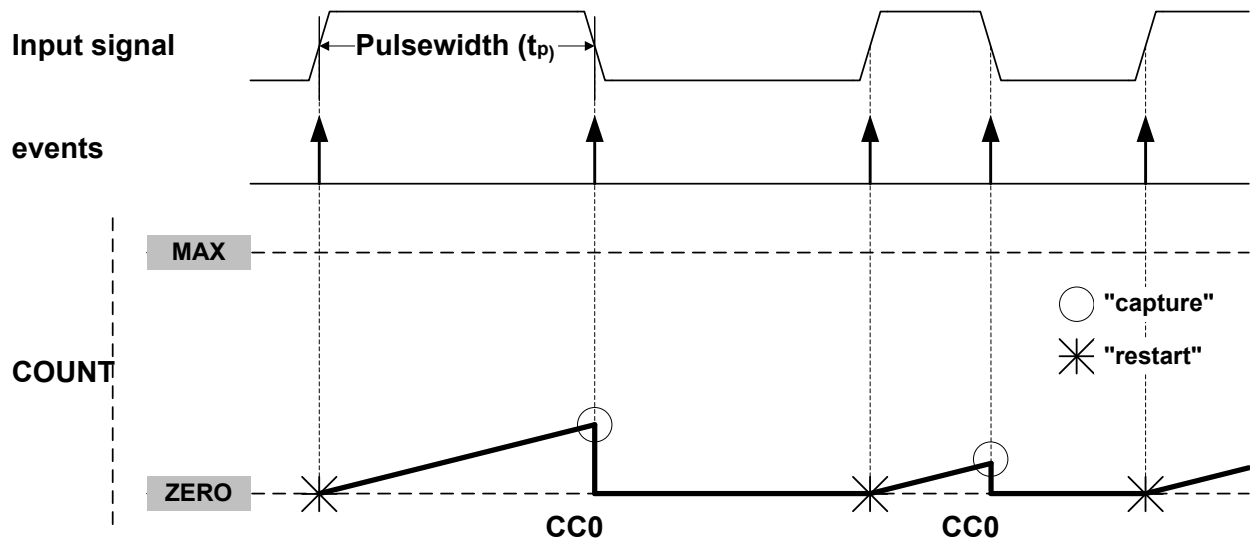 Input signal
Pulsewidth (tp)
events
MAX
"capture"
"restart"
COUNT
ZERO
CC0 CC0